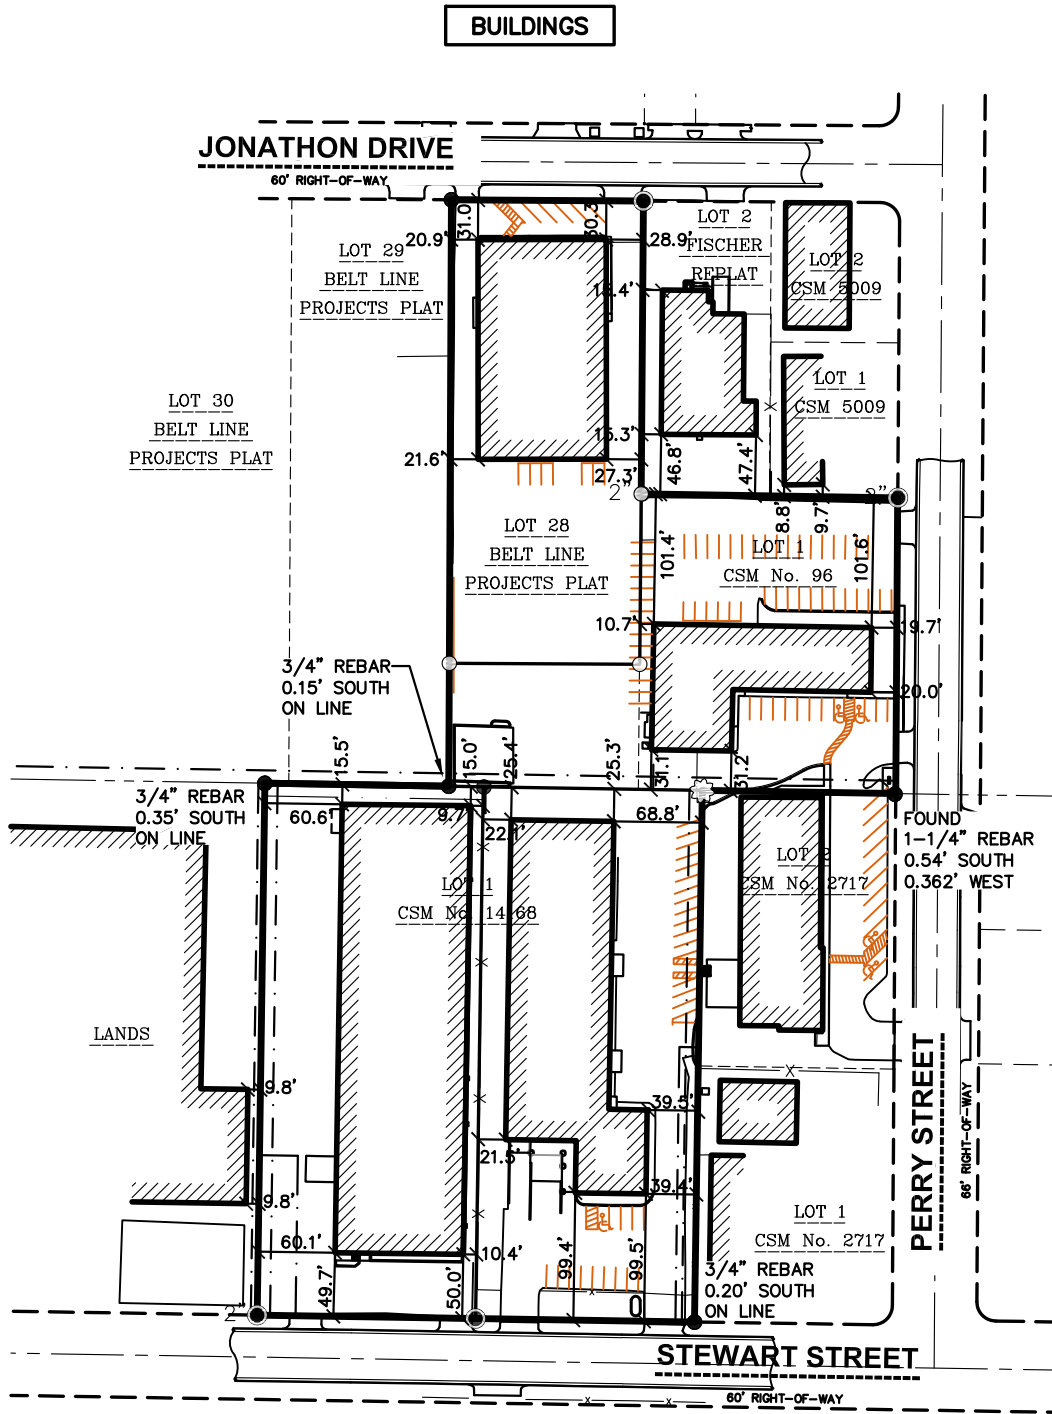 BUILDINGS
JONATHON DRIVE
60' RIGHT-OF-WAY
31.0'
30.3'
20.9'
28.9'
LOT 2
FISCHER
REPLAT
LOT 2
CSM 5009
LOT 29
BELT LINE
PROJECTS PLAT
LOT 1
CSM 5009
LOT 30
BELT LINE
PROJECTS PLAT
15.3'
21.6'
27.3'
46.8'
47.4'
2"
2"
8.8'
9.7'
LOT 28
BELT LINE
PROJECTS PLAT
101.4'
101.6'
LOT 1
CSM No. 96
10.7'
19.7'
20.0'
3/4" REBAR
0.15' SOUTH
ON LINE
15.5'
15.0'
25.4'
25.3'
31.1'
31.2'
3/4" REBAR
0.35' SOUTH
ON LINE
60.6'
9.7'
22.1'
68.8'
FOUND
1-1/4" REBAR
0.54' SOUTH
0.362' WEST
LOT 2
CSM No. 2717
LOT 1
CSM No. 14168
LANDS
9.8'
39.5'
21.5'
39.4'
9.8'
60.1'
10.4'
49.7'
50.0'
99.4'
99.5'
LOT 1
CSM No. 2717
3/4" REBAR
0.20' SOUTH
ON LINE
2"
PERRY STREET
66' RIGHT-OF-WAY
STEWART STREET
60' RIGHT-OF-WAY